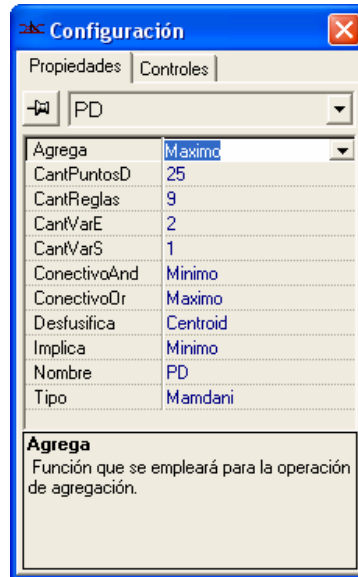 Configuración
Propiedades Controles
PD
Agrega Maximo
CantPuntosD 25
CantReglas 9
CantVarE 2
CantVarS 1
ConectivoAnd Minimo
ConectivoOr Maximo
Desfusifica Centroid
Implica Minimo
Nombre PD
Tipo Mamdani
Agrega
Función que se empleará para la operación
de agregación.